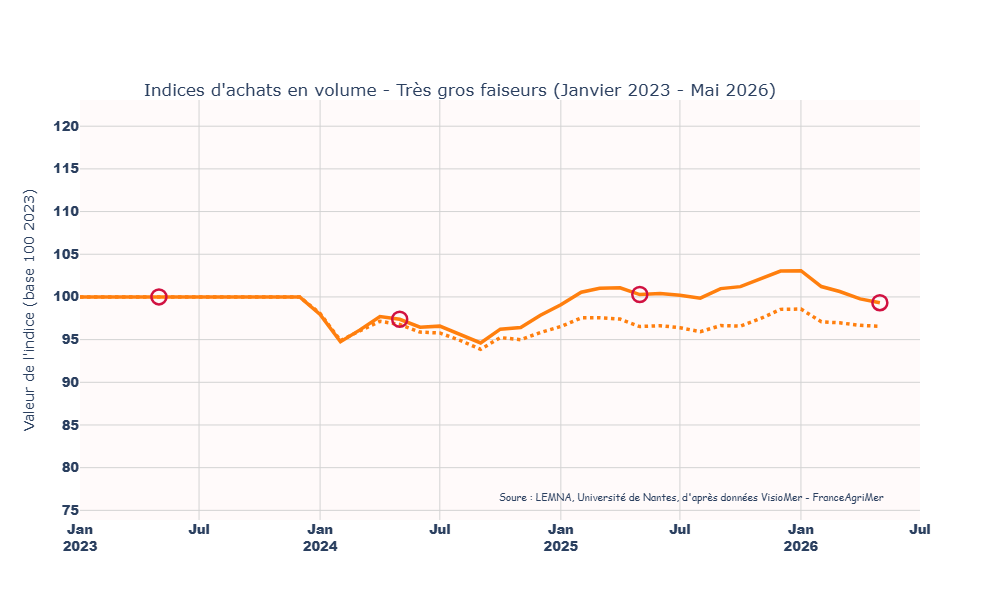 Indices d'achats en volume - Très gros faiseurs (Janvier 2023 - Mai 2026)
Valeur de l'indice (base 100 2023)
120
115
110
105
100
95
90
85
80
75
Soure : LEMNA, Université de Nantes, d'après données VisioMer - FranceAgriMer
Jan Jul Jan Jul Jan Jul Jan Jul
2023 2024 2025 2026